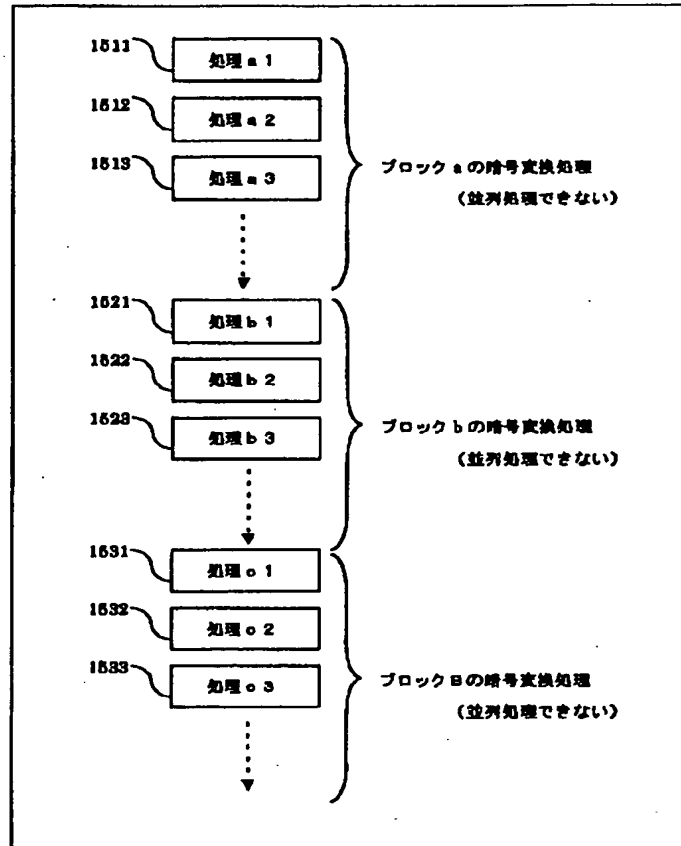 1511 処理a1
1512 処理a2
1513 処理a3
ブロックaの暗号変換処理
(並列処理できない)
1521 処理b1
1522 処理b2
1523 処理b3
ブロックbの暗号変換処理
(並列処理できない)
1531 処理c1
1532 処理c2
1533 処理c3
ブロックBの暗号変換処理
(並列処理できない)